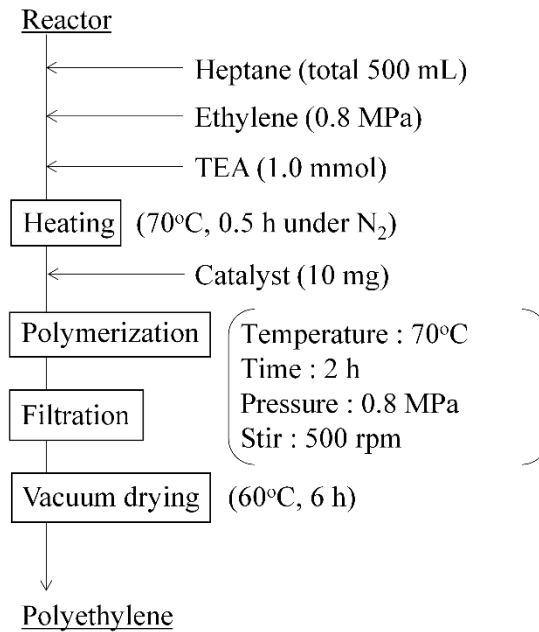 Reactor
Heptane (total 500 mL)
Ethylene (0.8 MPa)
TEA (1.0 mmol)
Heating (70°C, 0.5 h under N₂)
Catalyst (10 mg)
Polymerization
Temperature : 70°C
Time : 2 h
Pressure : 0.8 MPa
Stir : 500 rpm
Filtration
Vacuum drying (60°C, 6 h)
Polyethylene